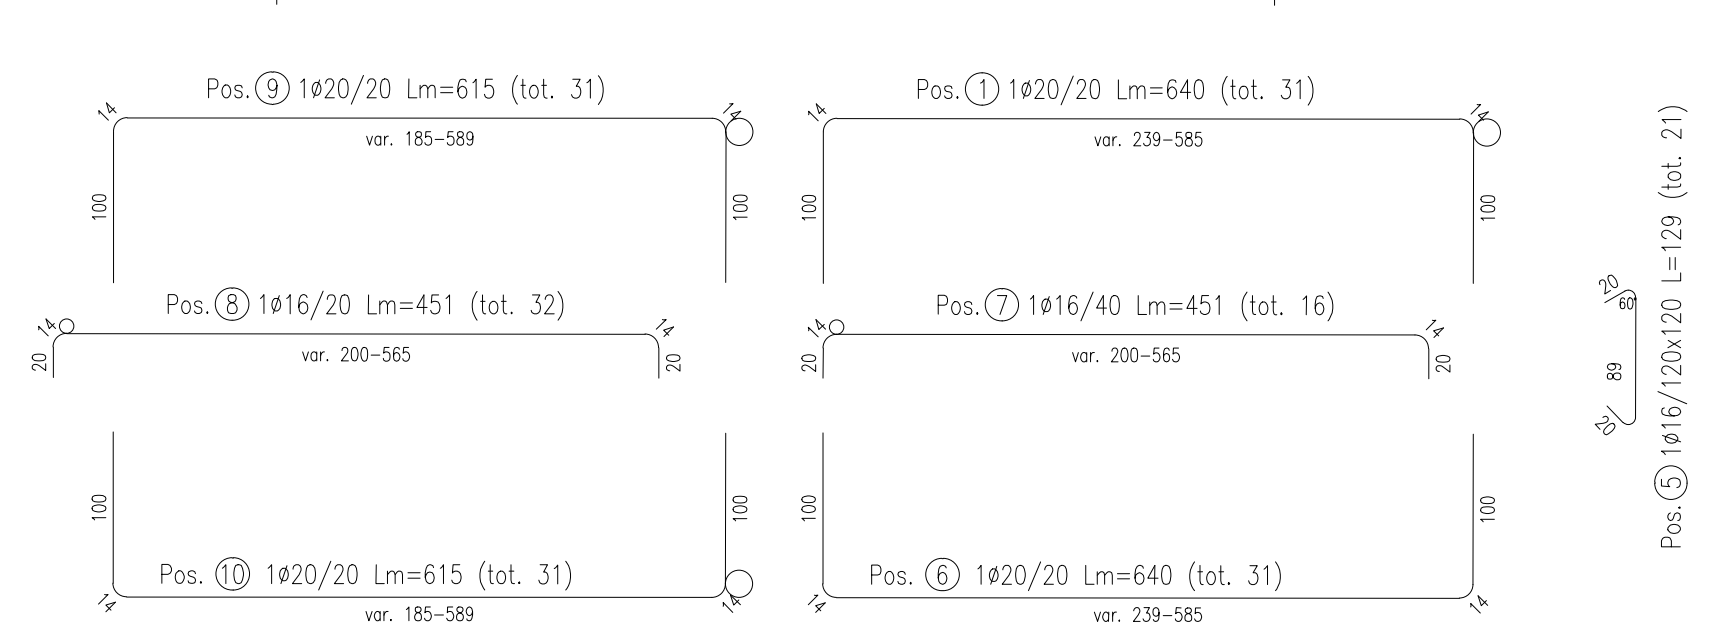 Pos. 9 1ø20/20 Lm=615 (tot. 31)
14 14
var. 185-589
100 100
Pos. 1 1ø20/20 Lm=640 (tot. 31)
14 14
var. 239-585
100 100
Pos. 8 1ø16/20 Lm=451 (tot. 32)
14 14
var. 200-565
20 20
Pos. 7 1ø16/40 Lm=451 (tot. 16)
14 14
var. 200-565
20 20
100 100
Pos. 10 1ø20/20 Lm=615 (tot. 31)
14 14
var. 185-589
100 100
Pos. 6 1ø20/20 Lm=640 (tot. 31)
14 14
var. 239-585
20
60°
89
20
Pos. 5 1ø16/120x120 L=129 (tot. 21)